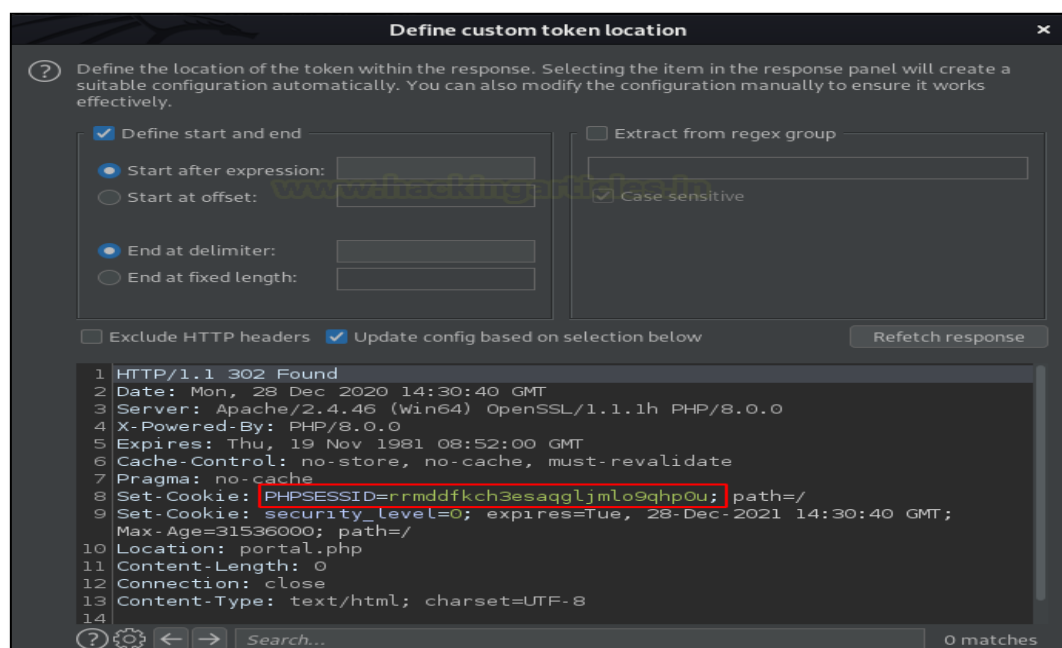 Define custom token location
×
Define the location of the token within the response. Selecting the item in the response panel will create a
suitable configuration automatically. You can also modify the configuration manually to ensure it works
effectively.
Define start and end
Extract from regex group
Start after expression:
www.hackingarticles.in
Start at offset:
Case sensitive
End at delimiter:
End at fixed length:
Exclude HTTP headers
Update config based on selection below
Refetch response
1 HTTP/1.1 302 Found
2 Date: Mon, 28 Dec 2020 14:30:40 GMT
3 Server: Apache/2.4.46 (Win64) OpenSSL/1.1.1h PHP/8.0.0
4 X-Powered-By: PHP/8.0.0
5 Expires: Thu, 19 Nov 1981 08:52:00 GMT
6 Cache-Control: no-store, no-cache, must-revalidate
7 Pragma: no-cache
8 Set-Cookie: PHPSESSID=rrmddfkch3esaqgljmlo9qhp0u; path=/
9 Set-Cookie: security_level=0; expires=Tue, 28-Dec-2021 14:30:40 GMT;
Max-Age=31536000; path=/
10 Location: portal.php
11 Content-Length: 0
12 Connection: close
13 Content-Type: text/html; charset=UTF-8
14
Search...
0 matches